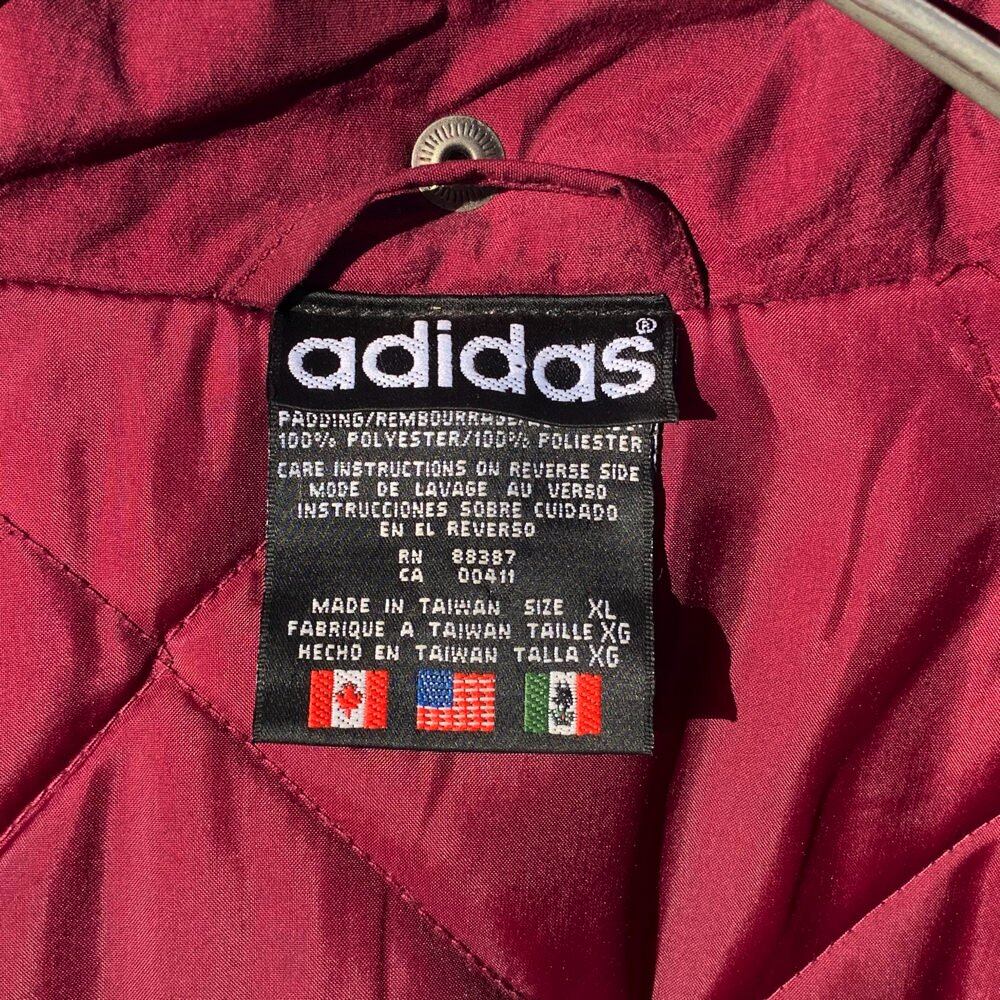 adidas®
PADDING/REMBOURRAGE/
100% POLYESTER/100% POLIESTER
CARE INSTRUCTIONS ON REVERSE SIDE
MODE DE LAVAGE AU VERSO
INSTRUCCIONES SOBRE CUIDADO
EN EL REVERSO
RN 88387
CA 00411
MADE IN TAIWAN SIZE XL
FABRIQUE A TAIWAN TAILLE XG
HECHO EN TAIWAN TALLA XG